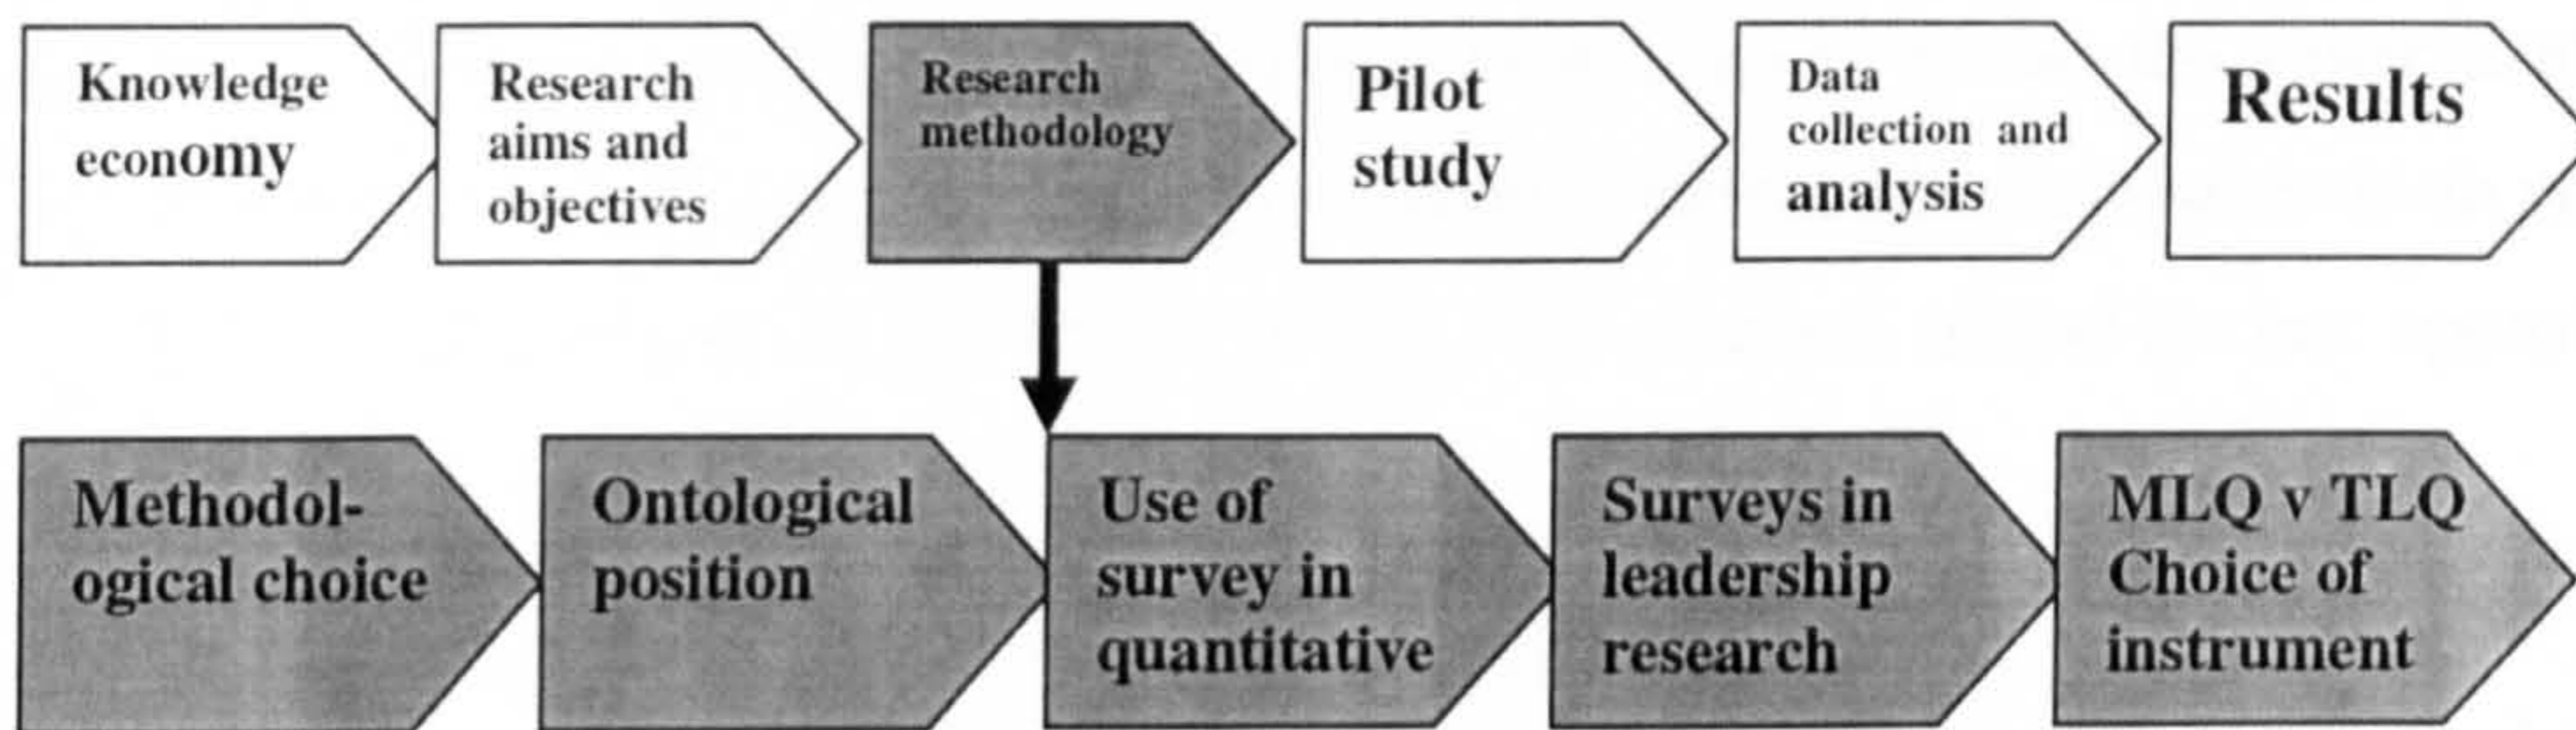 Knowledge
economy
Research
aims and
objectives
Research
methodology
Pilot
study
Data
collection and
analysis
Results
Methodol-
ogical choice
Ontological
position
Use of
survey in
quantitative
Surveys in
leadership
research
MLQ v TLQ
Choice of
instrument